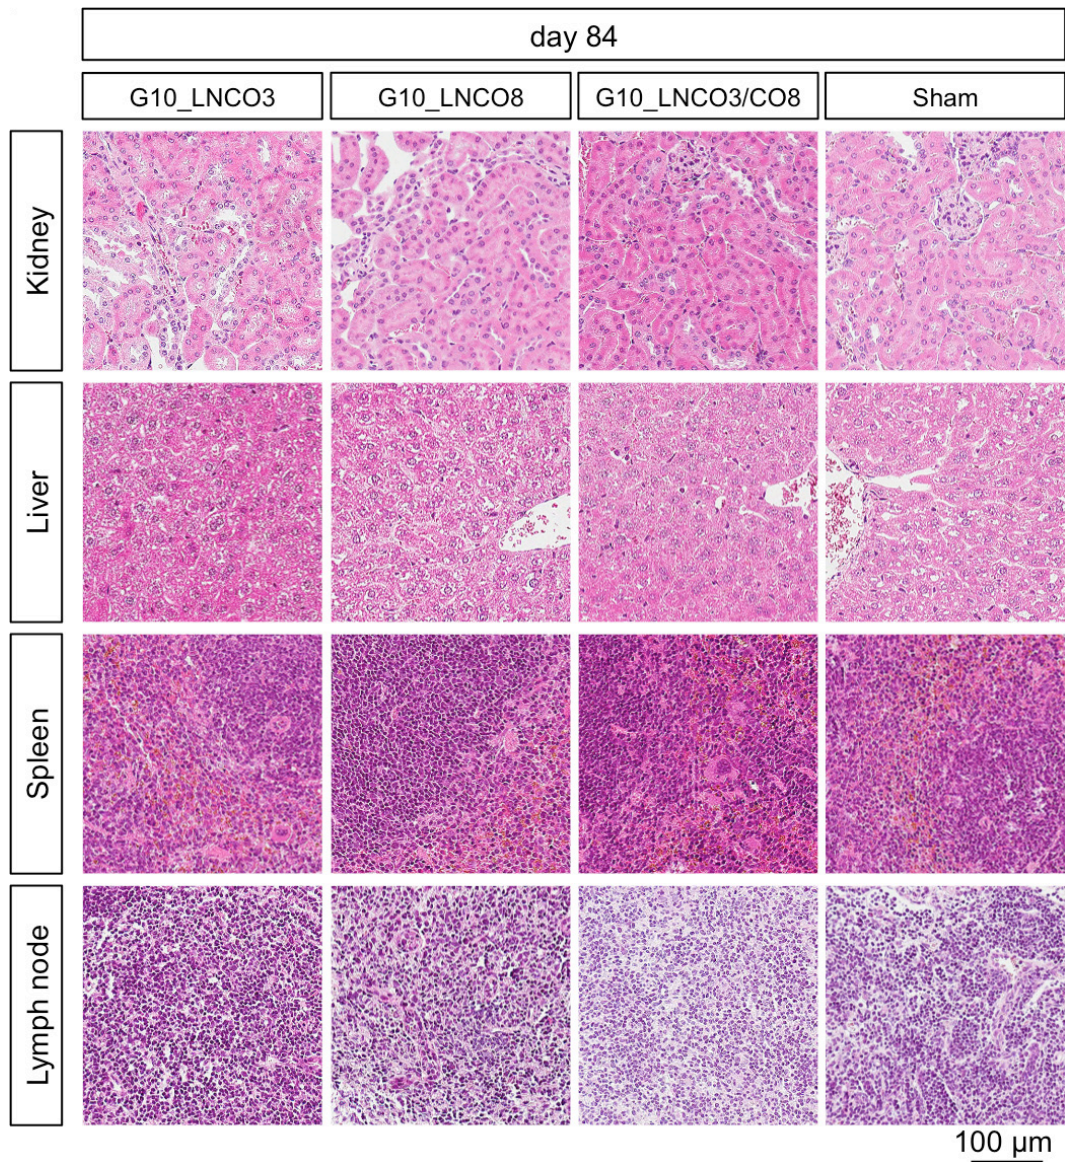 day 84
G10_LNCO3
G10_LNCO8
G10_LNCO3/CO8
Sham
Kidney
Liver
Spleen
Lymph node
100 µm